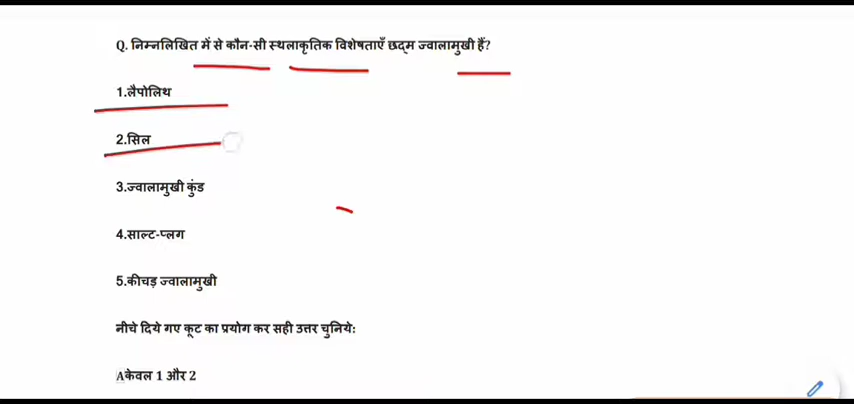 Q. निम्नलिखित में से कौन-सी स्थलाकृतिक विशेषताएँ छद्म ज्वालामुखी हैं?
1.लैपोलिथ
2.सिल
3.ज्वालामुखी कुंड
4.साल्ट-प्लग
5.कीचड़ ज्वालामुखी
नीचे दिये गए कूट का प्रयोग कर सही उत्तर चुनिये:
Aकेवल 1 और 2